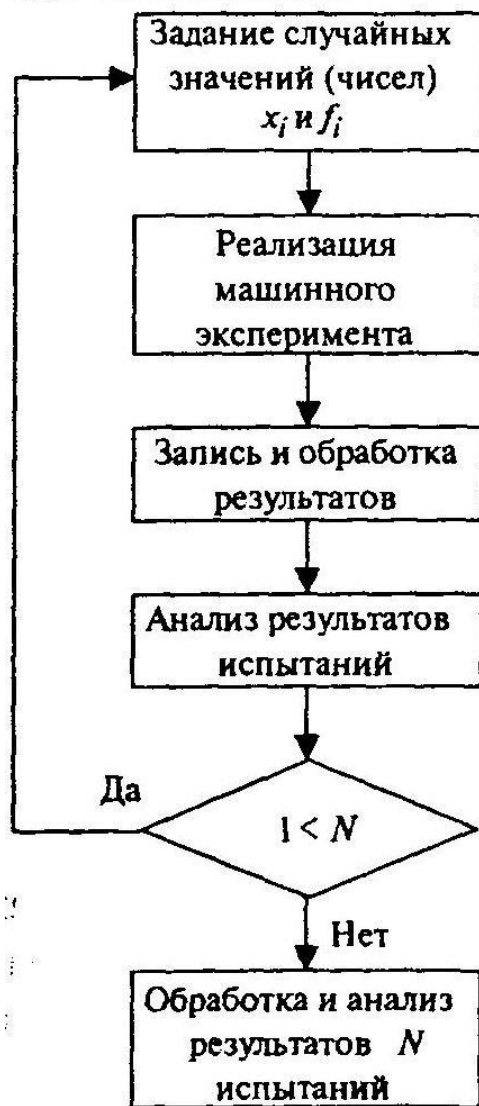 Задание случайных
значений (чисел)
xᵢ и fᵢ
Реализация
машинного
эксперимента
Запись и обработка
результатов
Анализ результатов
испытаний
Да
1 < N
Нет
Обработка и анализ
результатов N
испытаний